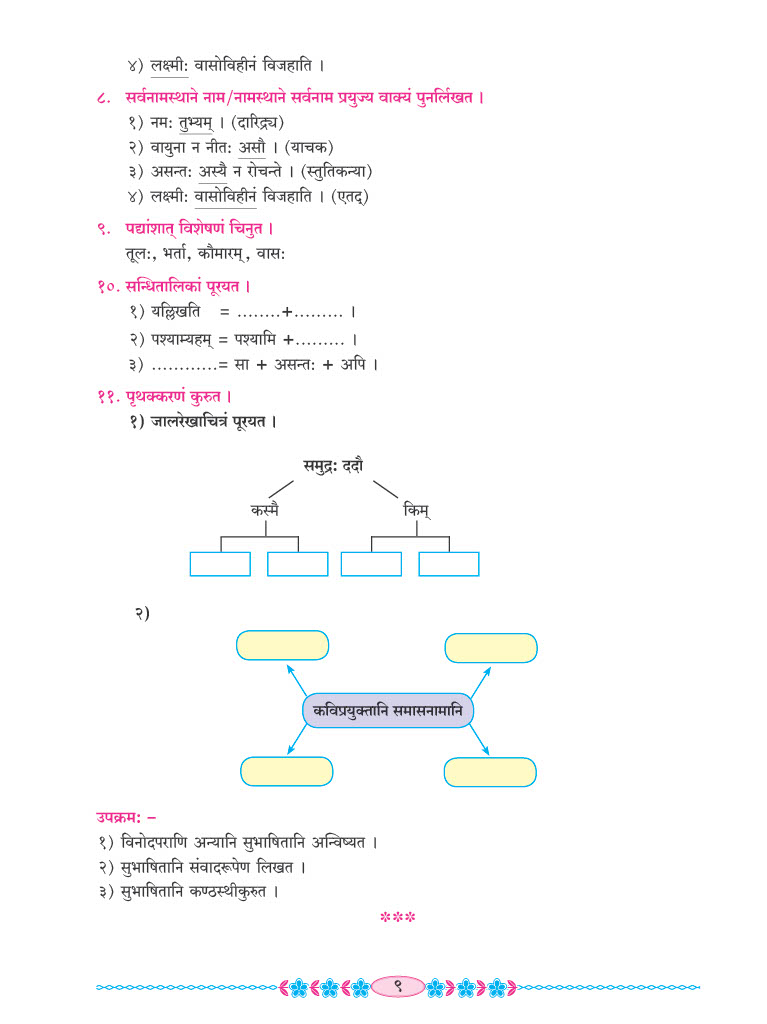 ४) लक्ष्मी: वासोविहीनं विजहाति ।
८. सर्वनामस्थाने नाम/नामस्थाने सर्वनाम प्रयुज्य वाक्यं पुनर्लिखत ।
१) नम: तुभ्यम् । (दारिद्र्य)
२) वायुना न नीत: असौ । (याचक)
३) असन्त: अस्यै न रोचन्ते । (स्तुतिकन्या)
४) लक्ष्मी: वासोविहीनं विजहाति । (एतद्)
९. पद्यांशात् विशेषणं चिनुत ।
तूल:, भर्ता, कौमारम्, वास:
१०. सन्धितालिकां पूरयत ।
१) यल्लिखति = ........+......... ।
२) पश्याम्यहम् = पश्यामि +......... ।
३) ............= सा + असन्त: + अपि ।
११. पृथक्करणं कुरुत ।
१) जालरेखाचित्रं पूरयत ।
समुद्र: ददौ
कस्मै किम्
२)
कविप्रयुक्तानि समासनामानि
उपक्रम: –
१) विनोदपराणि अन्यानि सुभाषितानि अन्विष्यत ।
२) सुभाषितानि संवादरूपेण लिखत ।
३) सुभाषितानि कण्ठस्थीकुरुत ।
***
९